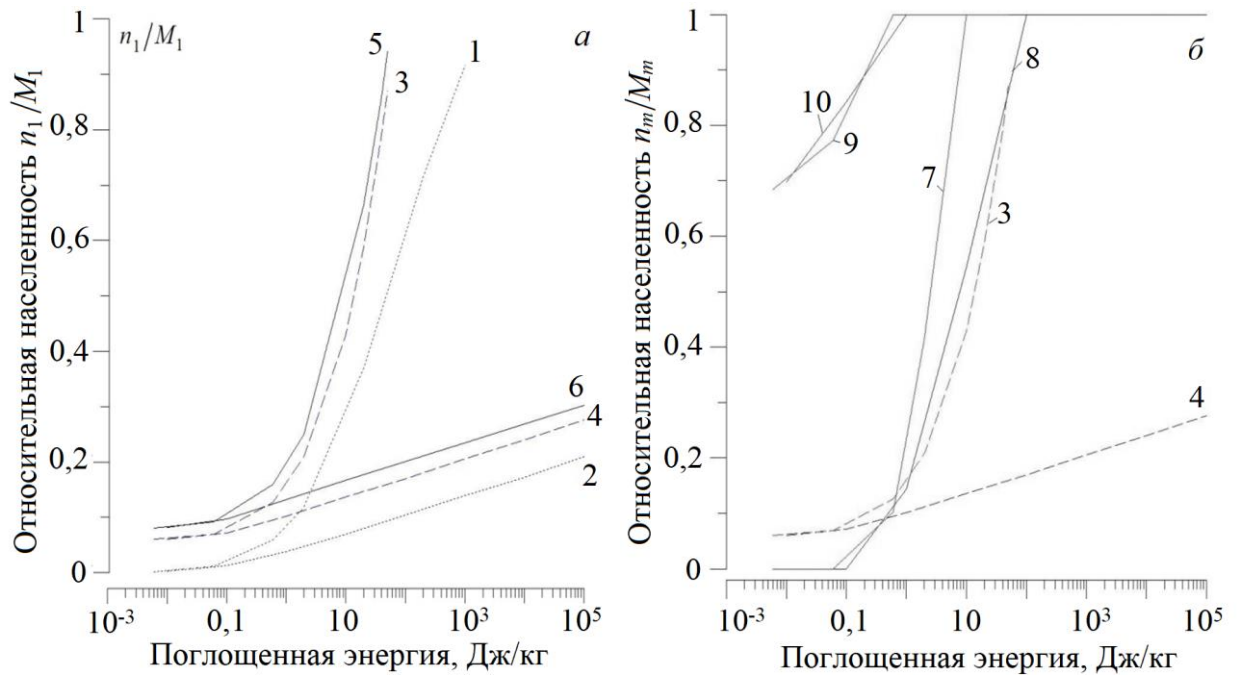 Относительная населенность n₁/M₁
n₁/M₁
а
1
0,8
0,6
0,4
0,2
0
5
3
1
6
4
2
10⁻³ 0,1 10 10³ 10⁵
Поглощенная энергия, Дж/кг
Относительная населенность nₘ/Mₘ
б
1
0,8
0,6
0,4
0,2
0
10
9
7
8
3
4
10⁻³ 0,1 10 10³ 10⁵
Поглощенная энергия, Дж/кг